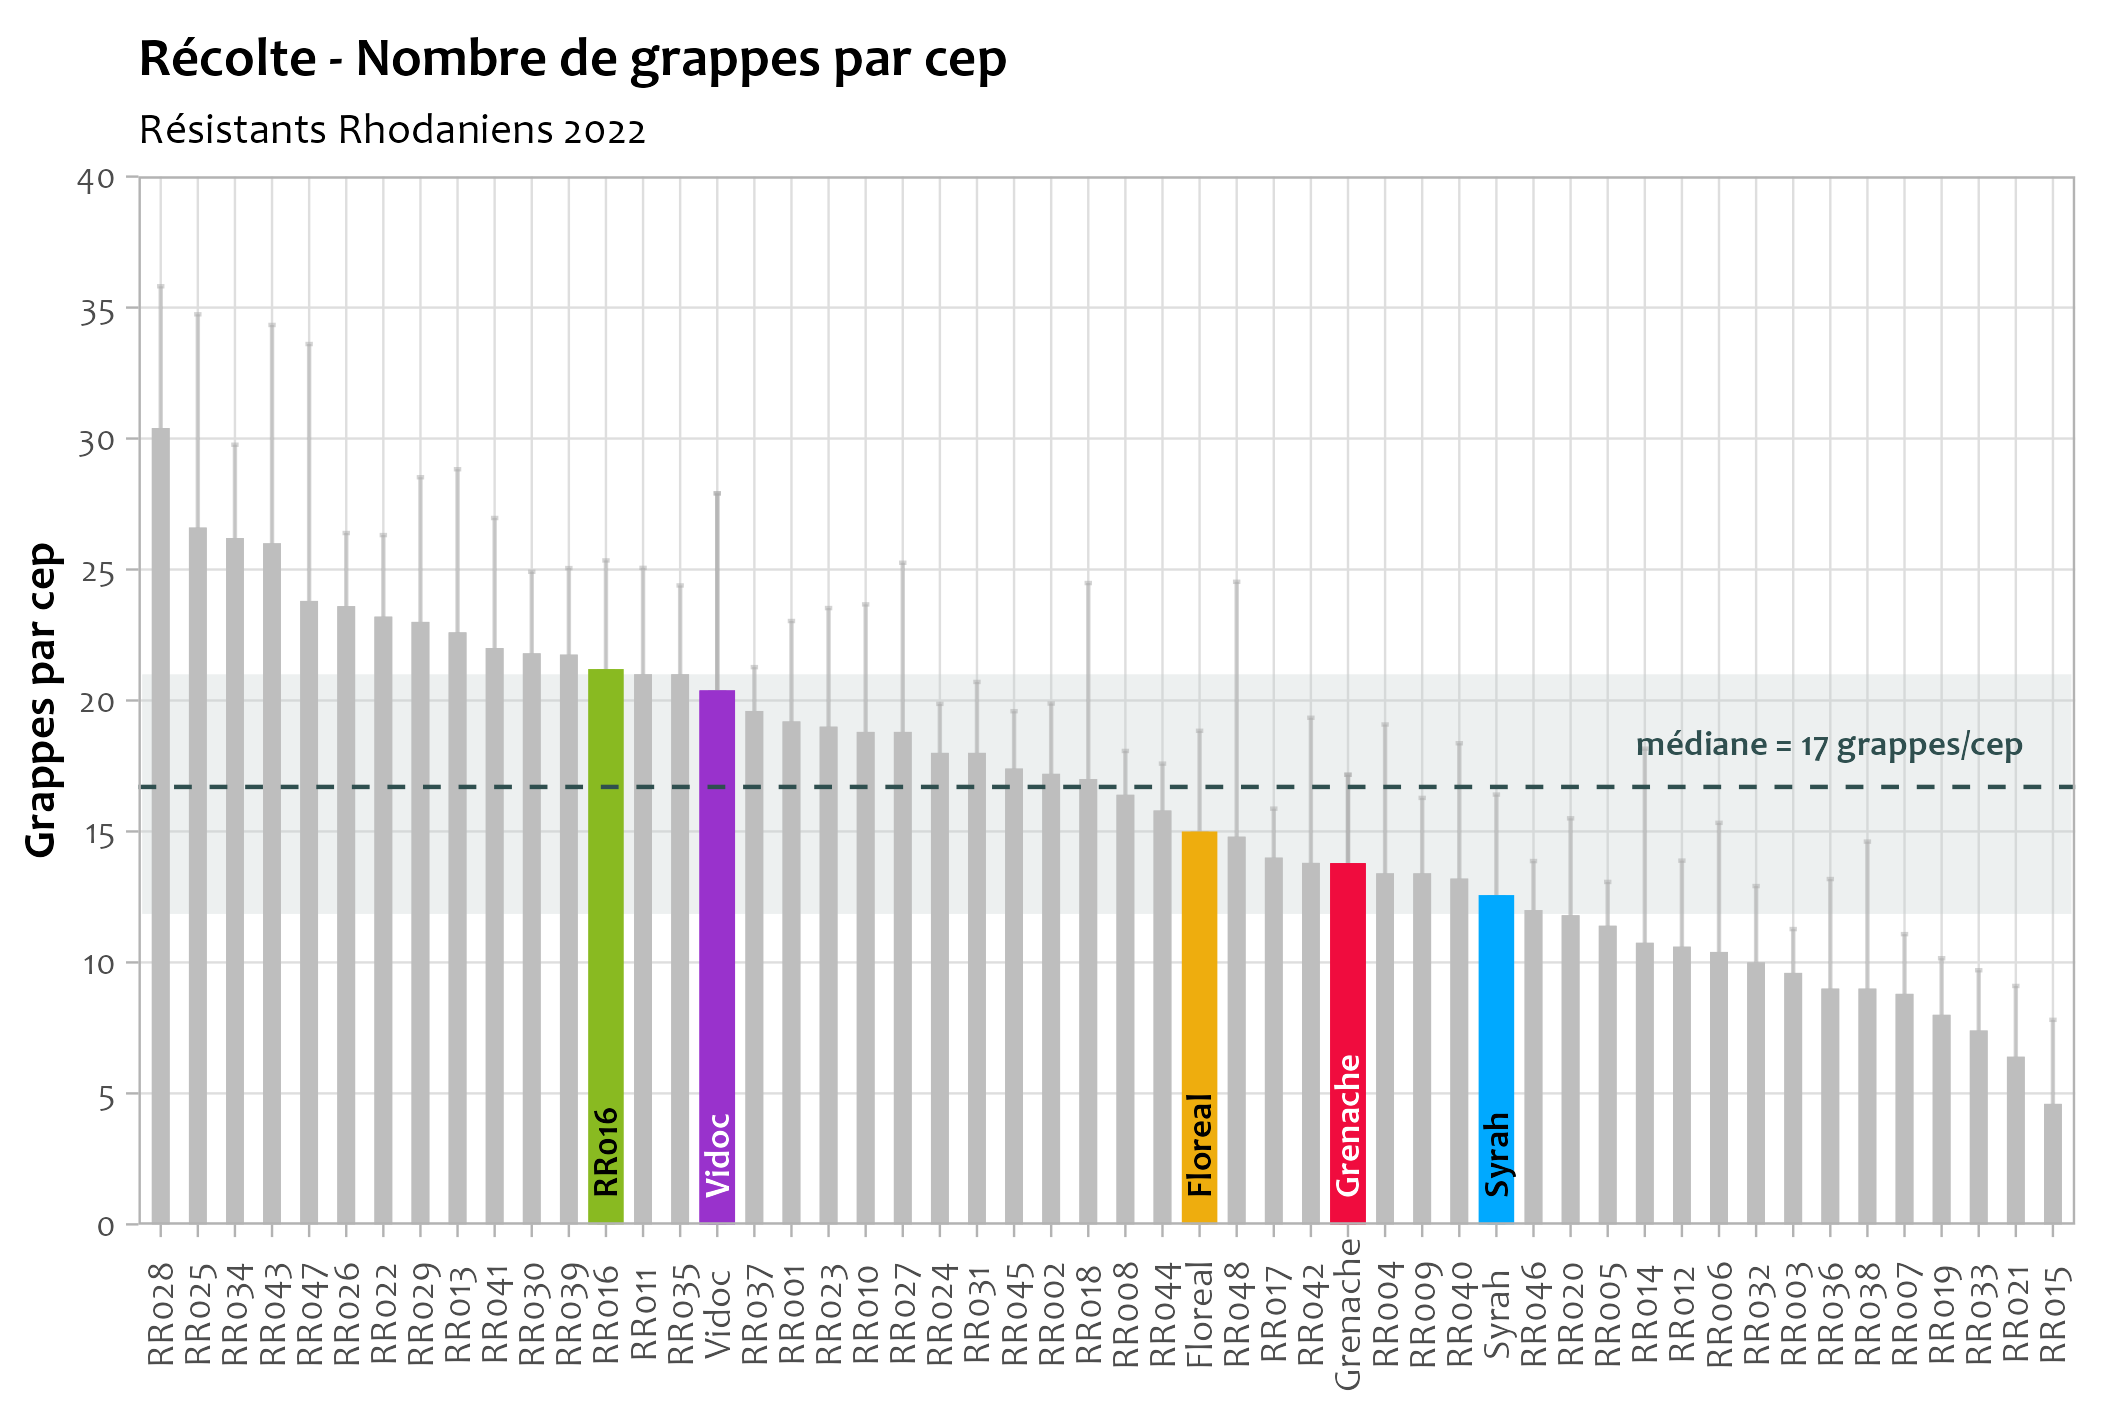 Récolte - Nombre de grappes par cep
Résistants Rhodaniens 2022
Grappes par cep
40
35
30
25
20
15
10
5
0
médiane = 17 grappes/cep
RR016
Vidoc
Floreal
Grenache
Syrah
RR028
RR025
RR034
RR043
RR047
RR026
RR022
RR029
RR013
RR041
RR030
RR039
RR016
RR011
RR035
Vidoc
RR037
RR001
RR023
RR010
RR027
RR024
RR031
RR045
RR002
RR018
RR008
RR044
Floreal
RR048
RR017
RR042
Grenache
RR004
RR009
RR040
Syrah
RR046
RR020
RR005
RR014
RR012
RR006
RR032
RR003
RR036
RR038
RR007
RR019
RR033
RR021
RR015